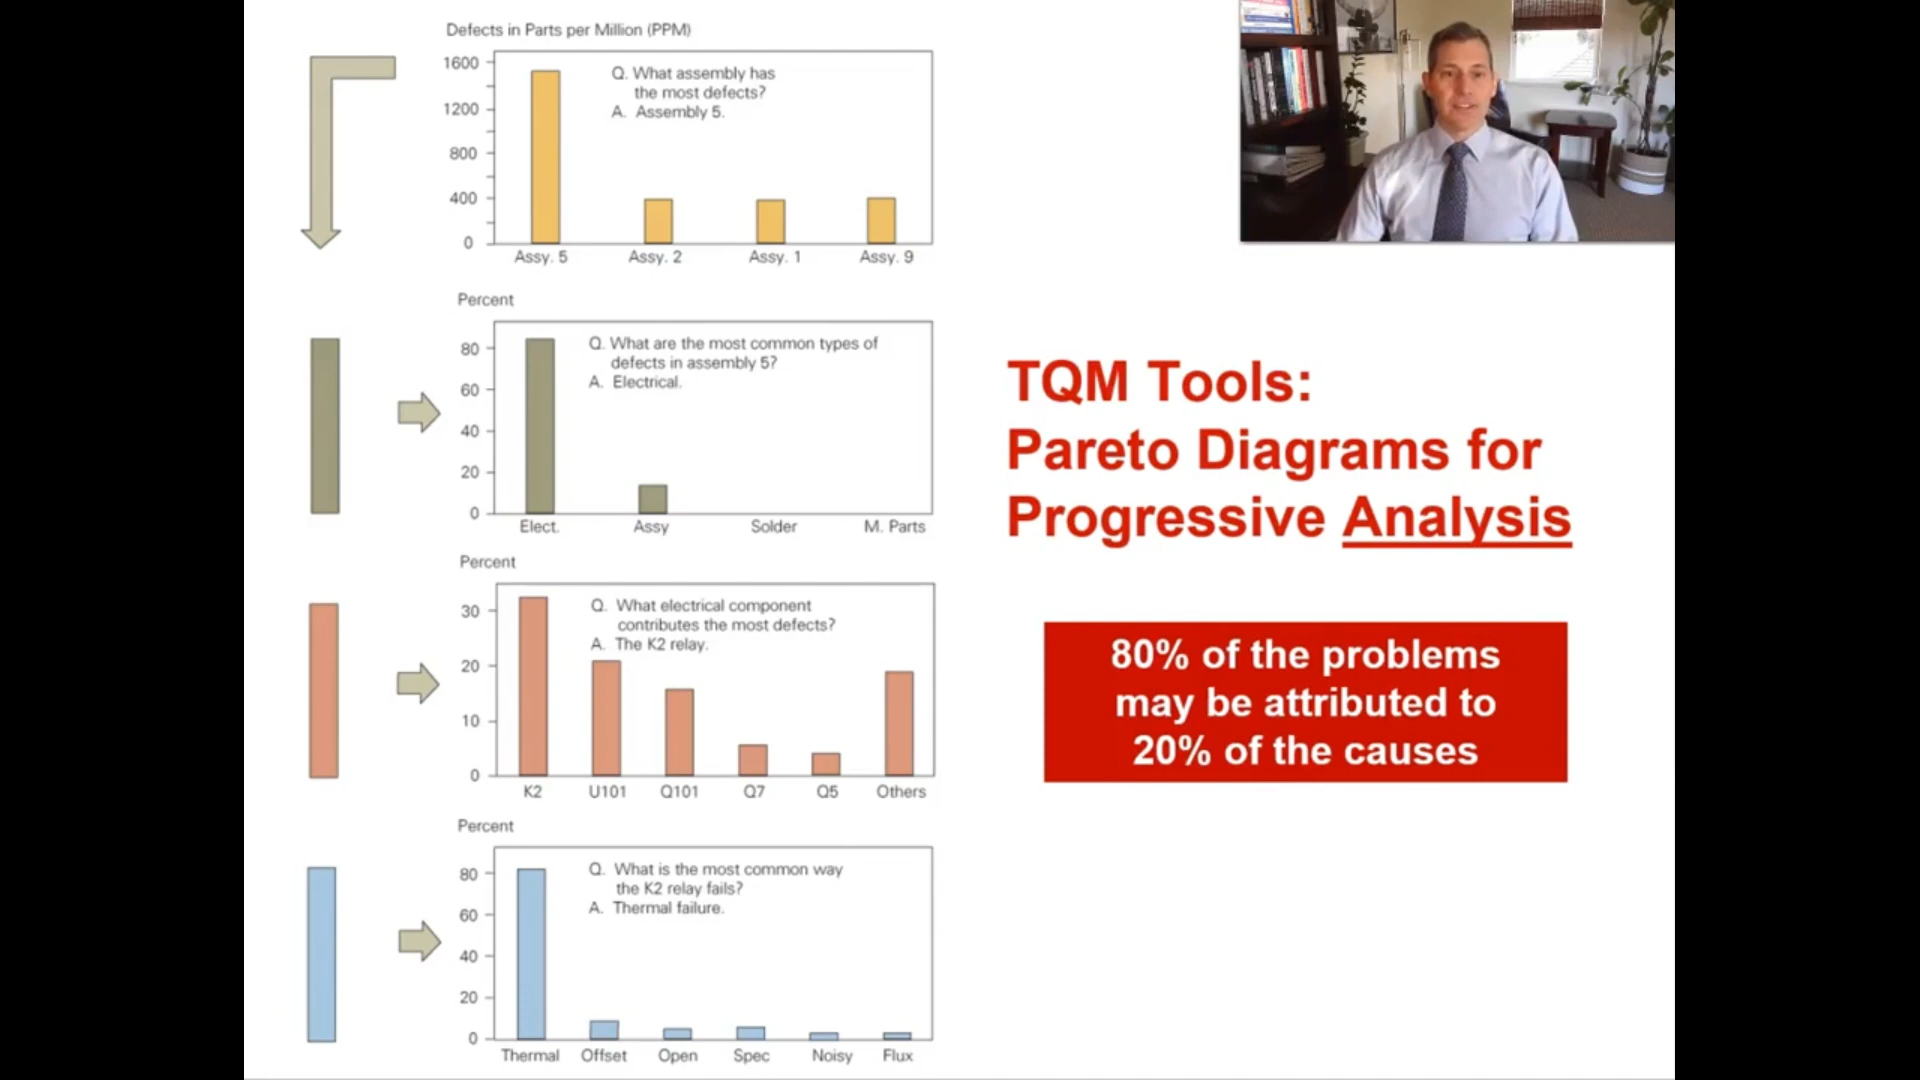 Defects in Parts per Million (PPM)
1600
1200
800
400
0
Q. What assembly has
the most defects?
A. Assembly 5.
Assy. 5 Assy. 2 Assy. 1 Assy. 9
Percent
80
60
40
20
0
Q. What are the most common types of
defects in assembly 5?
A. Electrical.
Elect. Assy Solder M. Parts
Percent
30
20
10
0
Q. What electrical component
contributes the most defects?
A. The K2 relay.
K2 U101 Q101 Q7 Q5 Others
Percent
80
60
40
20
0
Q. What is the most common way
the K2 relay fails?
A. Thermal failure.
Thermal Offset Open Spec Noisy Flux
TQM Tools:
Pareto Diagrams for
Progressive Analysis
80% of the problems
may be attributed to
20% of the causes